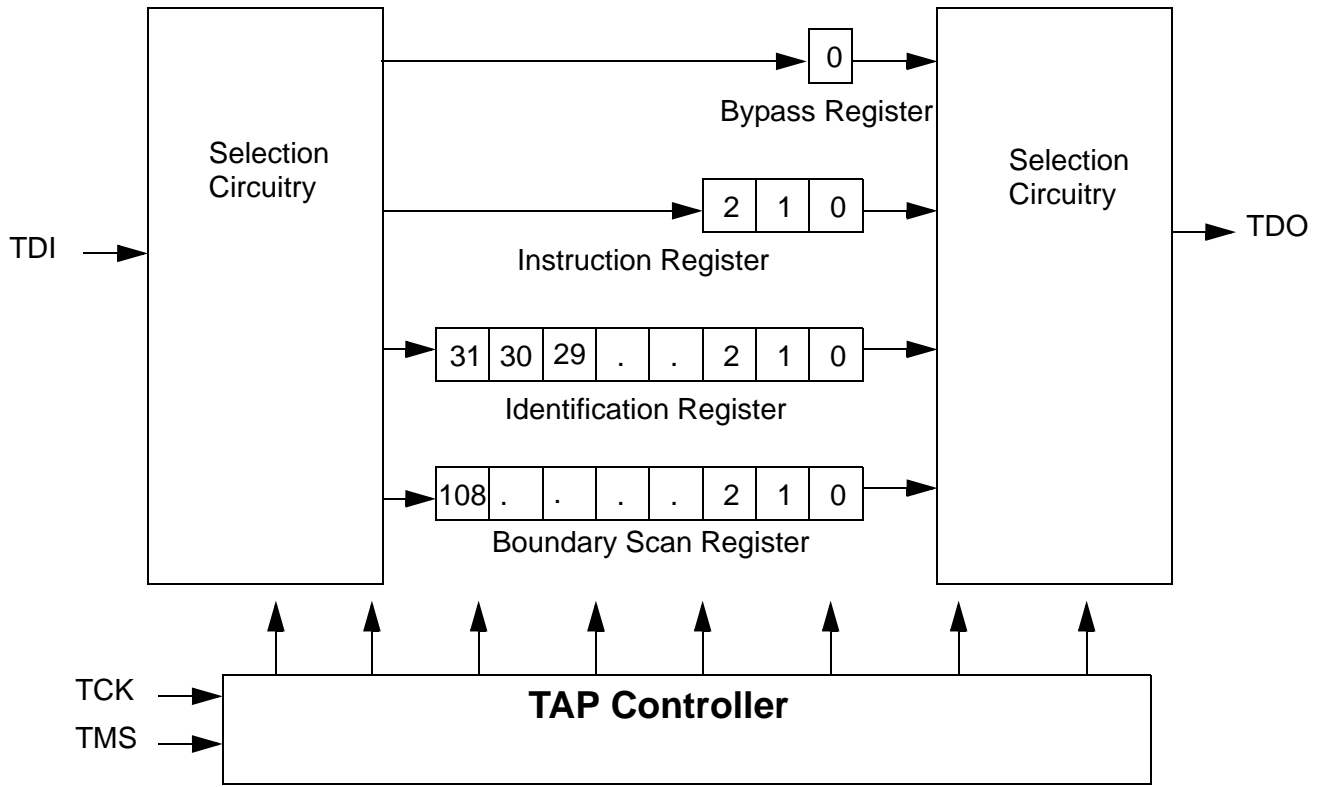 0
Bypass Register
Selection
Circuitry
Selection
Circuitry
2 1 0
TDI
TDO
Instruction Register
31 30 29 . . 2 1 0
Identification Register
108 . . . . 2 1 0
Boundary Scan Register
TCK
TAP Controller
TMS